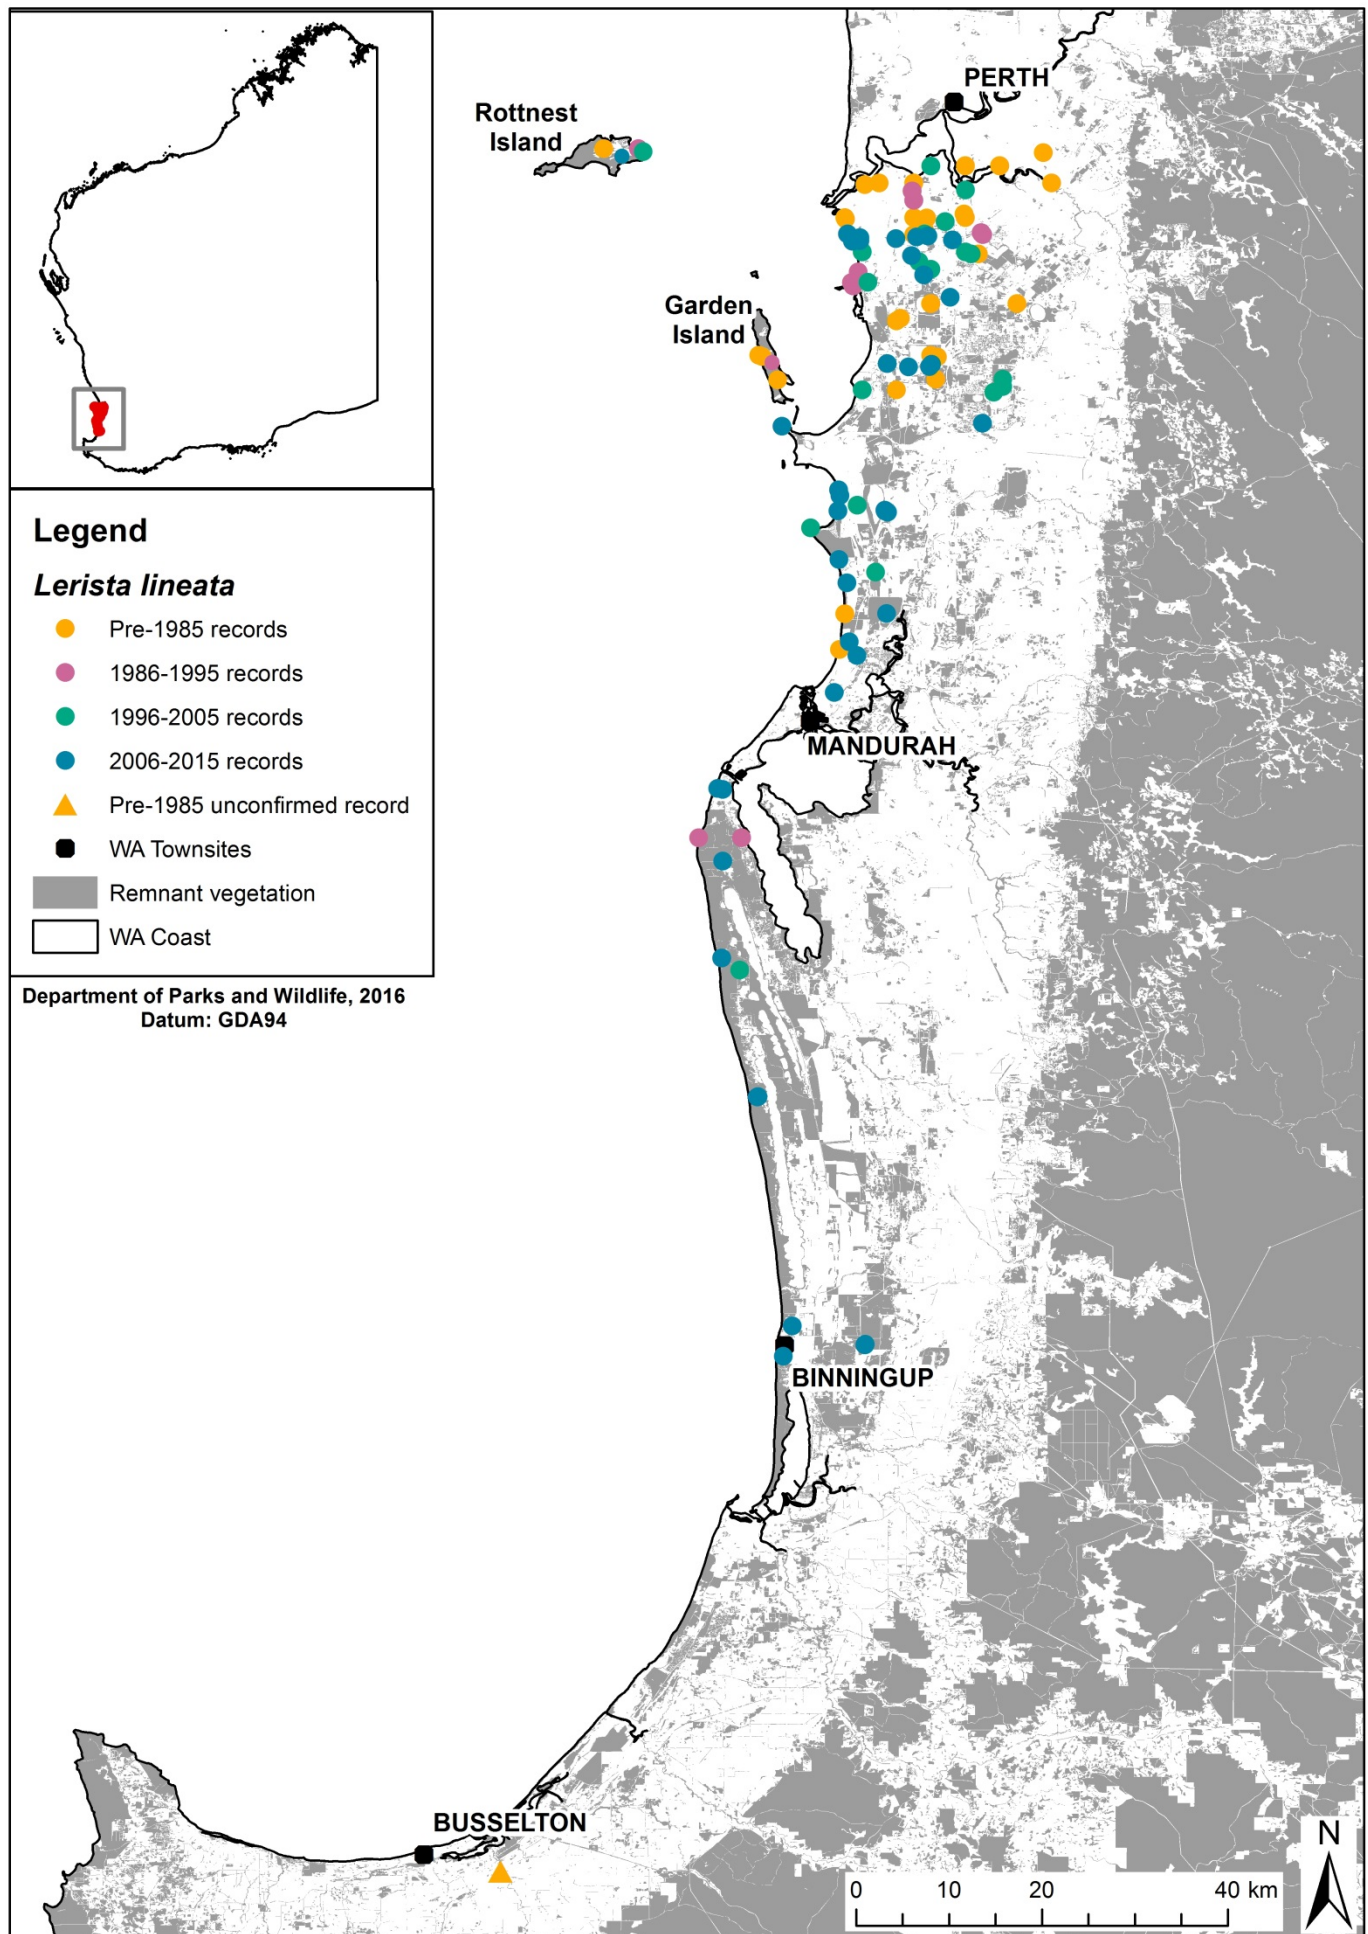 PERTH
Rottnest
Island
Garden
Island
Legend
Lerista lineata
Pre-1985 records
1986-1995 records
1996-2005 records
2006-2015 records
Pre-1985 unconfirmed record
WA Townsites
Remnant vegetation
WA Coast
MANDURAH
Department of Parks and Wildlife, 2016
Datum: GDA94
BINNINGUP
BUSSELTON
N
0 10 20 40 km